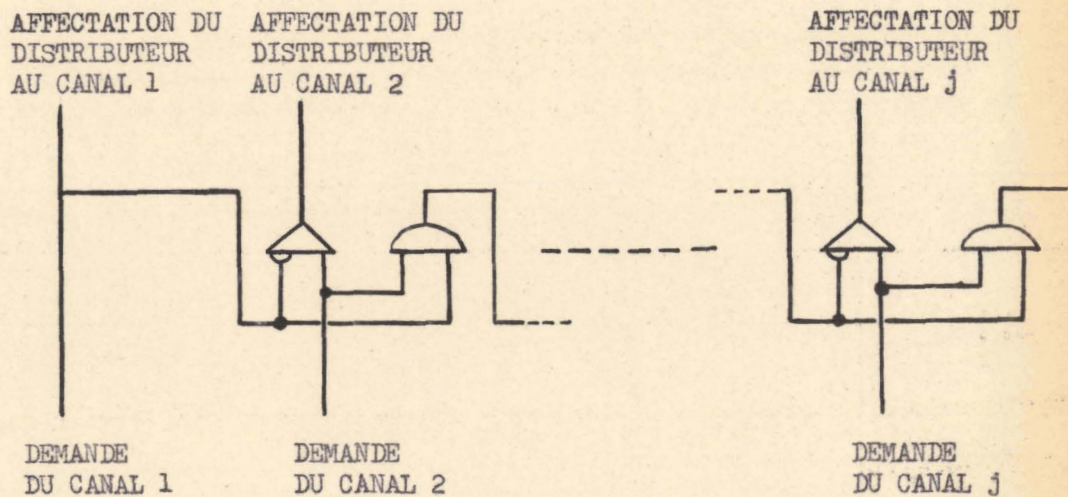 AFFECTATION DU
DISTRIBUTEUR
AU CANAL 1
AFFECTATION DU
DISTRIBUTEUR
AU CANAL 2
AFFECTATION DU
DISTRIBUTEUR
AU CANAL j
DEMANDE
DU CANAL 1
DEMANDE
DU CANAL 2
DEMANDE
DU CANAL j